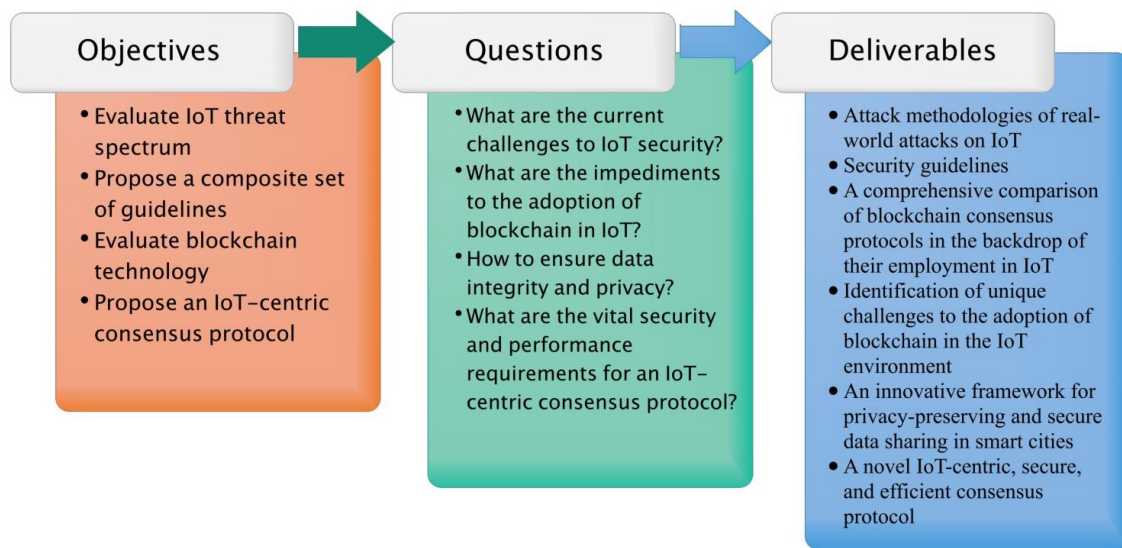 Objectives
• Evaluate IoT threat
spectrum
• Propose a composite set
of guidelines
• Evaluate blockchain
technology
• Propose an IoT-centric
consensus protocol
Questions
• What are the current
challenges to IoT security?
• What are the impediments
to the adoption of
blockchain in IoT?
• How to ensure data
integrity and privacy?
• What are the vital security
and performance
requirements for an IoT-
centric consensus protocol?
Deliverables
• Attack methodologies of real-
world attacks on IoT
• Security guidelines
• A comprehensive comparison
of blockchain consensus
protocols in the backdrop of
their employment in IoT
• Identification of unique
challenges to the adoption of
blockchain in the IoT
environment
• An innovative framework for
privacy-preserving and secure
data sharing in smart cities
• A novel IoT-centric, secure,
and efficient consensus
protocol